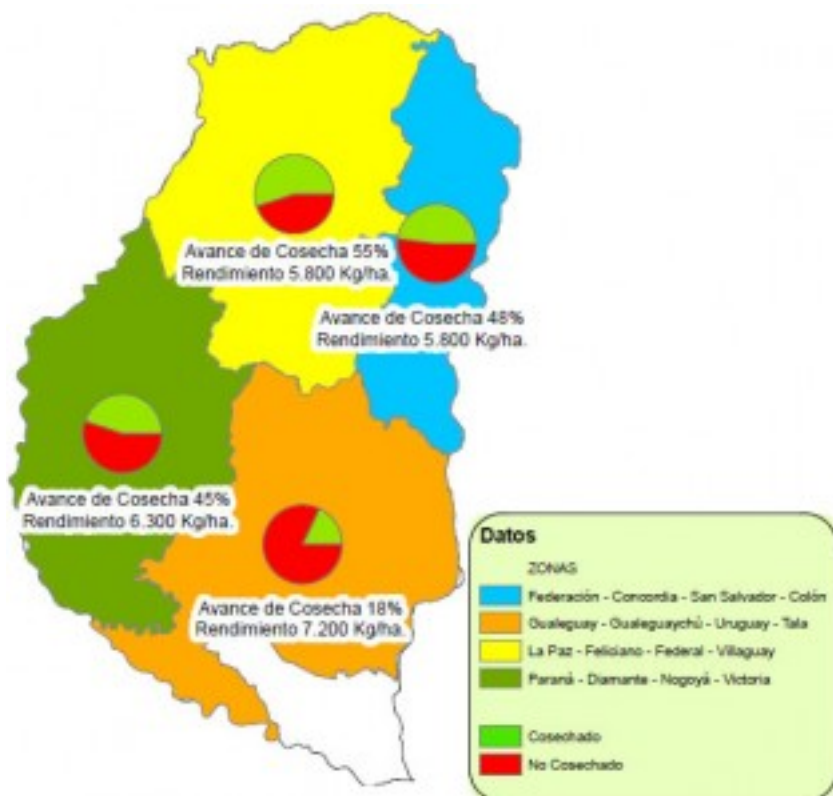 Avance de Cosecha 55%
Rendimiento 5.800 Kg/ha.
Avance de Cosecha 48%
Rendimiento 5.800 Kg/ha.
Avance de Cosecha 45%
Rendimiento 6.300 Kg/ha.
Avance de Cosecha 18%
Rendimiento 7.200 Kg/ha.
Datos
ZONAS
Federación - Concordia - San Salvador - Colón
Gualeguay - Gualeguaychú - Uruguay - Tala
La Paz - Feliciano - Federal - Villaguay
Paraná - Diamante - Nogoyá - Victoria
Cosechado
No Cosechado